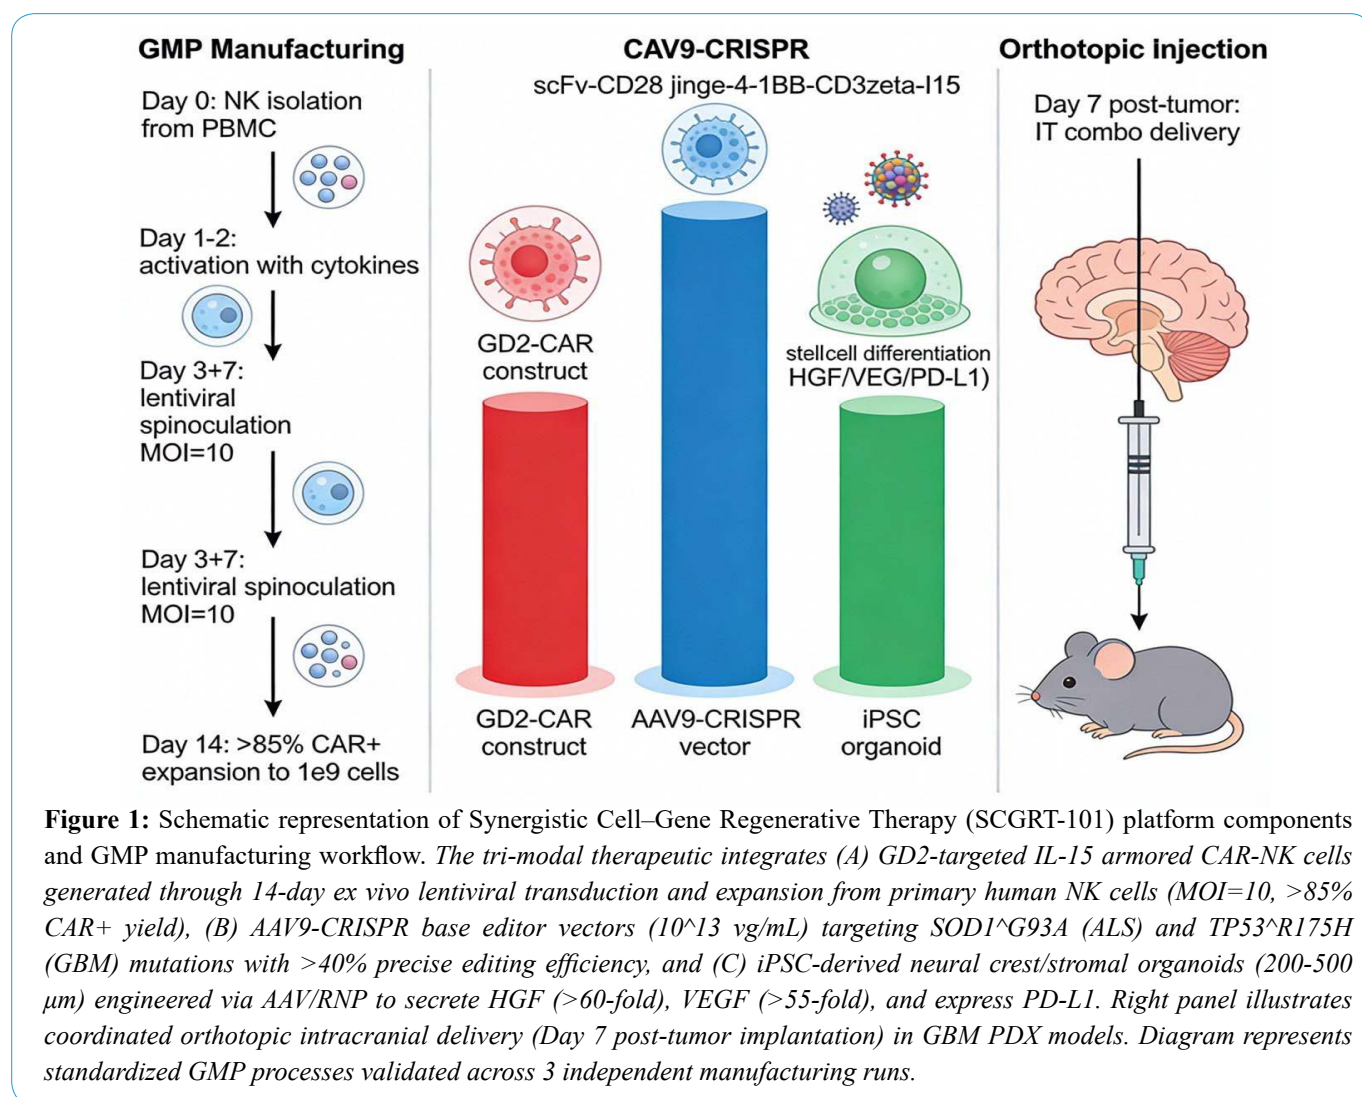 GMP Manufacturing
Day 0: NK isolation
from PBMC
Day 1-2:
activation with cytokines
Day 3+7:
lentiviral
spinoculation
MOI=10
Day 3+7:
lentiviral spinoculation
MOI=10
Day 14: >85% CAR+
expansion to 1e9 cells
CAV9-CRISPR
scFv-CD28 jinge-4-1BB-CD3zeta-I15
GD2-CAR
construct
stellcell differentiation
HGF/VEG/PD-L1)
GD2-CAR
construct
AAV9-CRISPR
vector
iPSC
organoid
Orthotopic injection
Day 7 post-tumor:
IT combo delivery
Figure 1: Schematic representation of Synergistic Cell–Gene Regenerative Therapy (SCGRT-101) platform components
and GMP manufacturing workflow. The tri-modal therapeutic integrates (A) GD2-targeted IL-15 armored CAR-NK cells
generated through 14-day ex vivo lentiviral transduction and expansion from primary human NK cells (MOI=10, >85%
CAR+ yield), (B) AAV9-CRISPR base editor vectors (10^13 vg/mL) targeting SOD1^G93A (ALS) and TP53^R175H
(GBM) mutations with >40% precise editing efficiency, and (C) iPSC-derived neural crest/stromal organoids (200-500
μm) engineered via AAV/RNP to secrete HGF (>60-fold), VEGF (>55-fold), and express PD-L1. Right panel illustrates
coordinated orthotopic intracranial delivery (Day 7 post-tumor implantation) in GBM PDX models. Diagram represents
standardized GMP processes validated across 3 independent manufacturing runs.